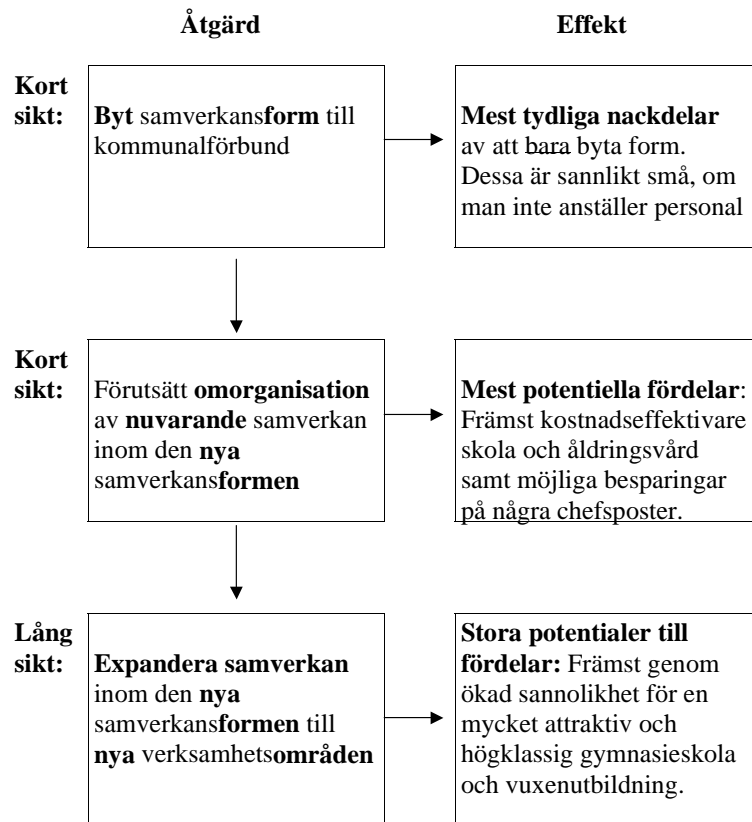 Åtgärd
Effekt
Kort
sikt:
Byt samverkansform till
kommunalförbund
Mest tydliga nackdelar
av att bara byta form.
Dessa är sannlikt små, om
man inte anställer personal
Kort
sikt:
Förutsätt omorganisation
av nuvarande samverkan
inom den nya
samverkansformen
Mest potentiella fördelar:
Främst kostnadseffektivare
skola och åldringsvård
samt möjliga besparingar
på några chefsposter.
Lång
sikt:
Expandera samverkan
inom den nya
samverkansformen till
nya verksamhetsområden
Stora potentialer till
fördelar: Främst genom
ökad sannolikhet för en
mycket attraktiv och
högklassig gymnasieskola
och vuxenutbildning.